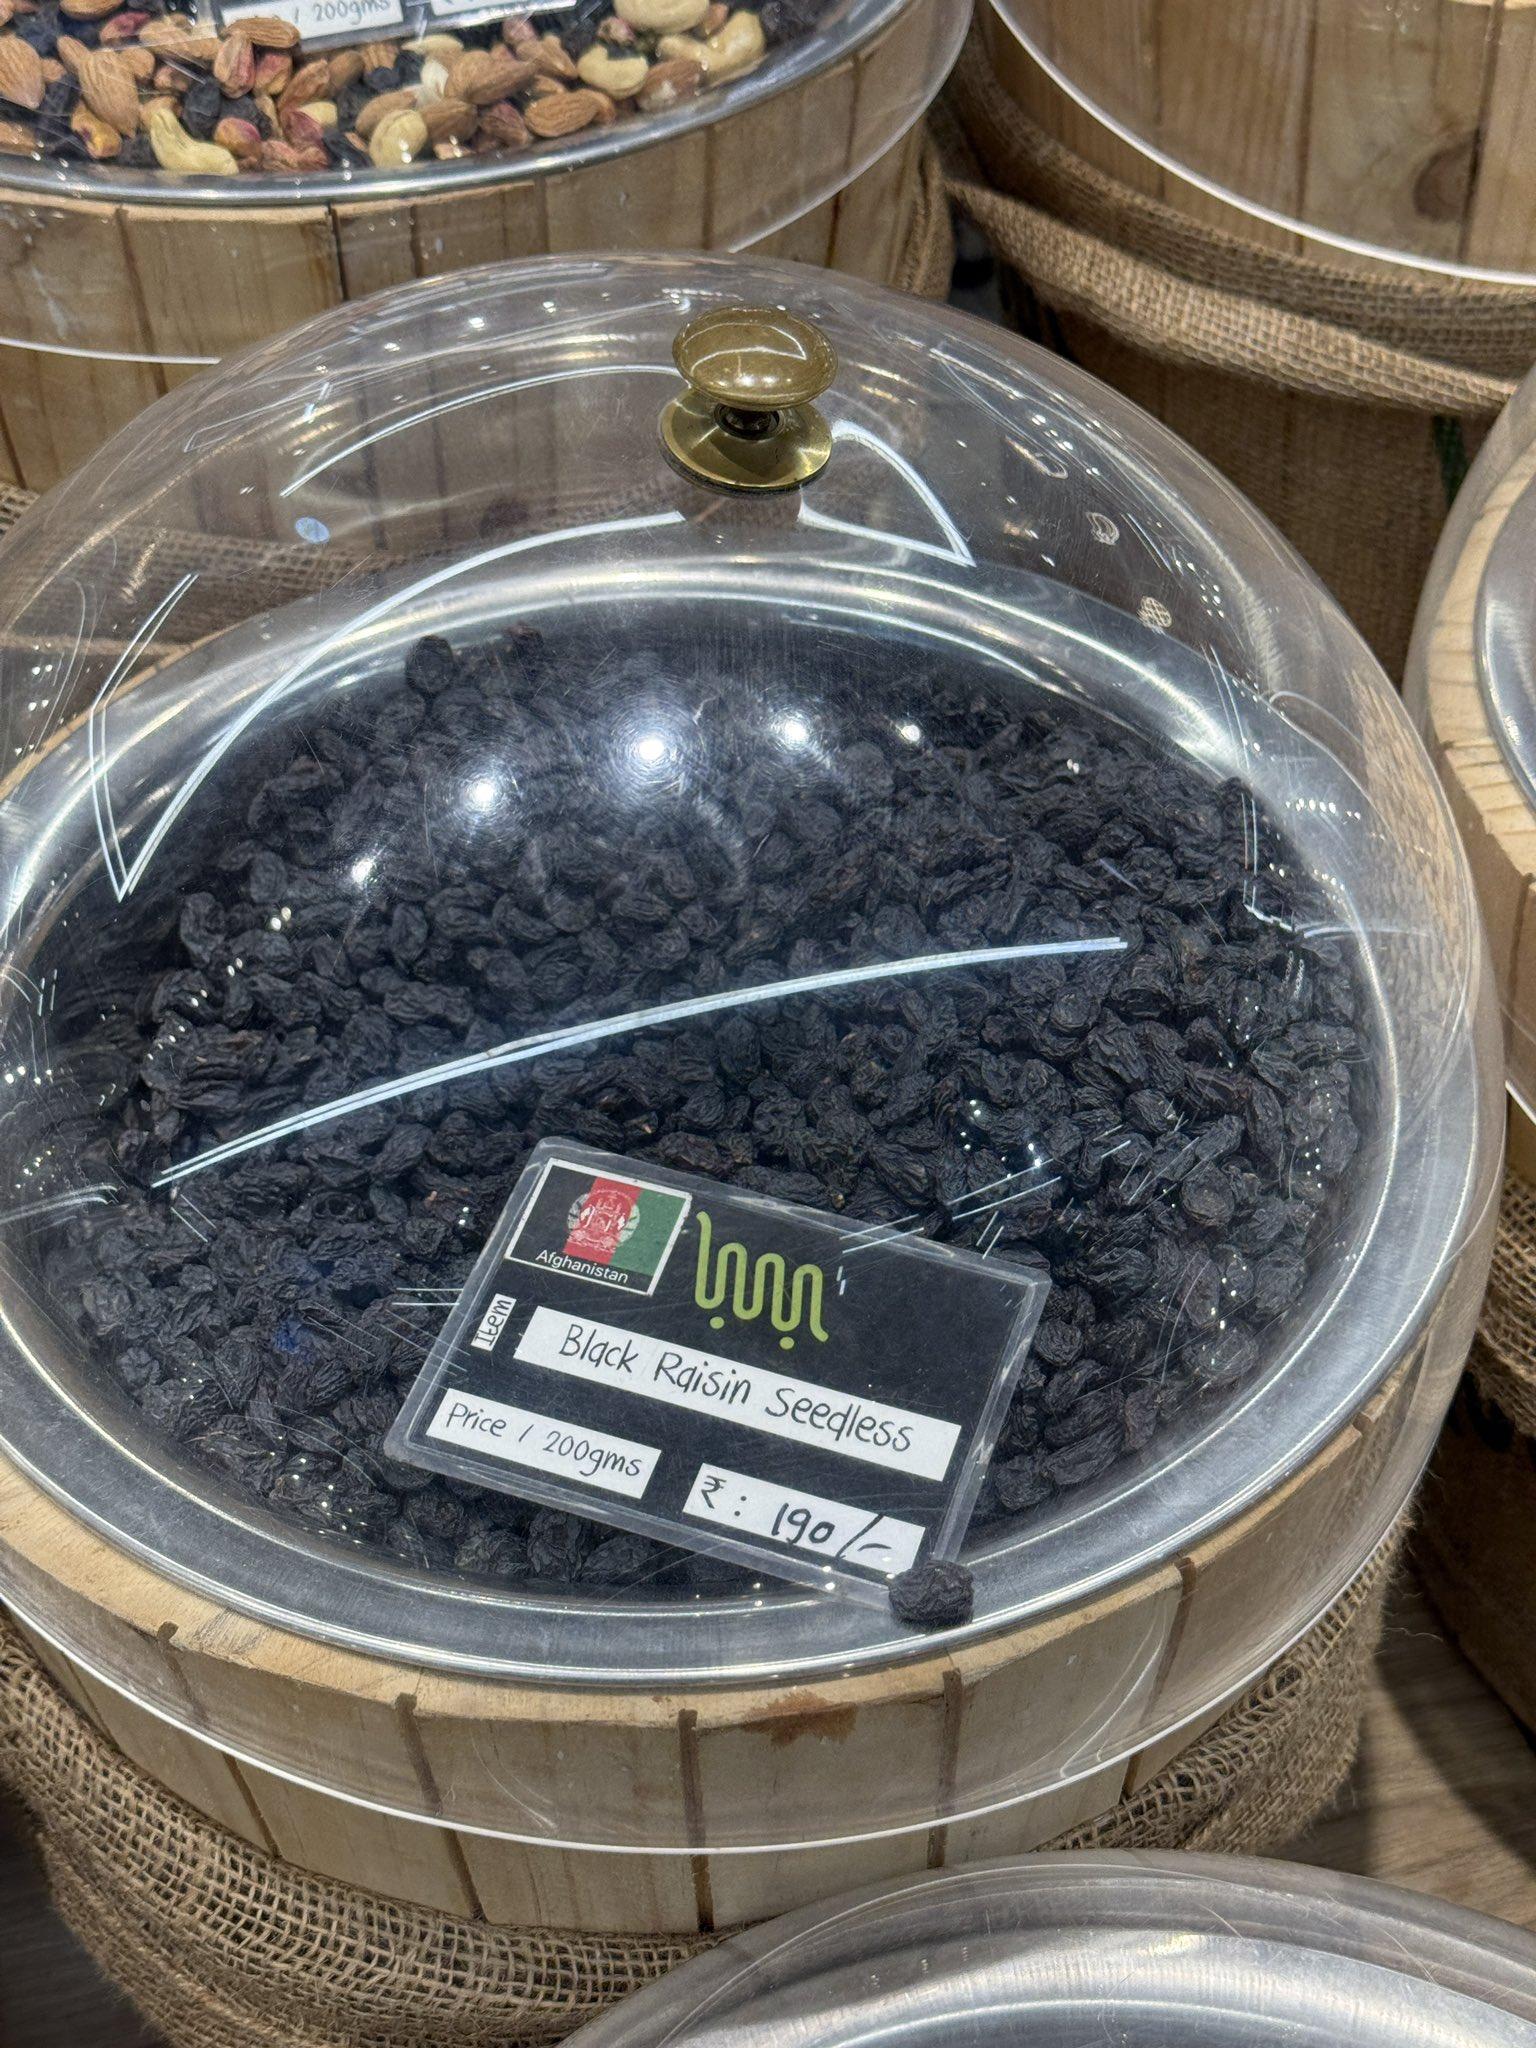 / 200gms
Afghanistan
Item
Black Raisin Seedless
Price / 200gms
₹ : 190/-